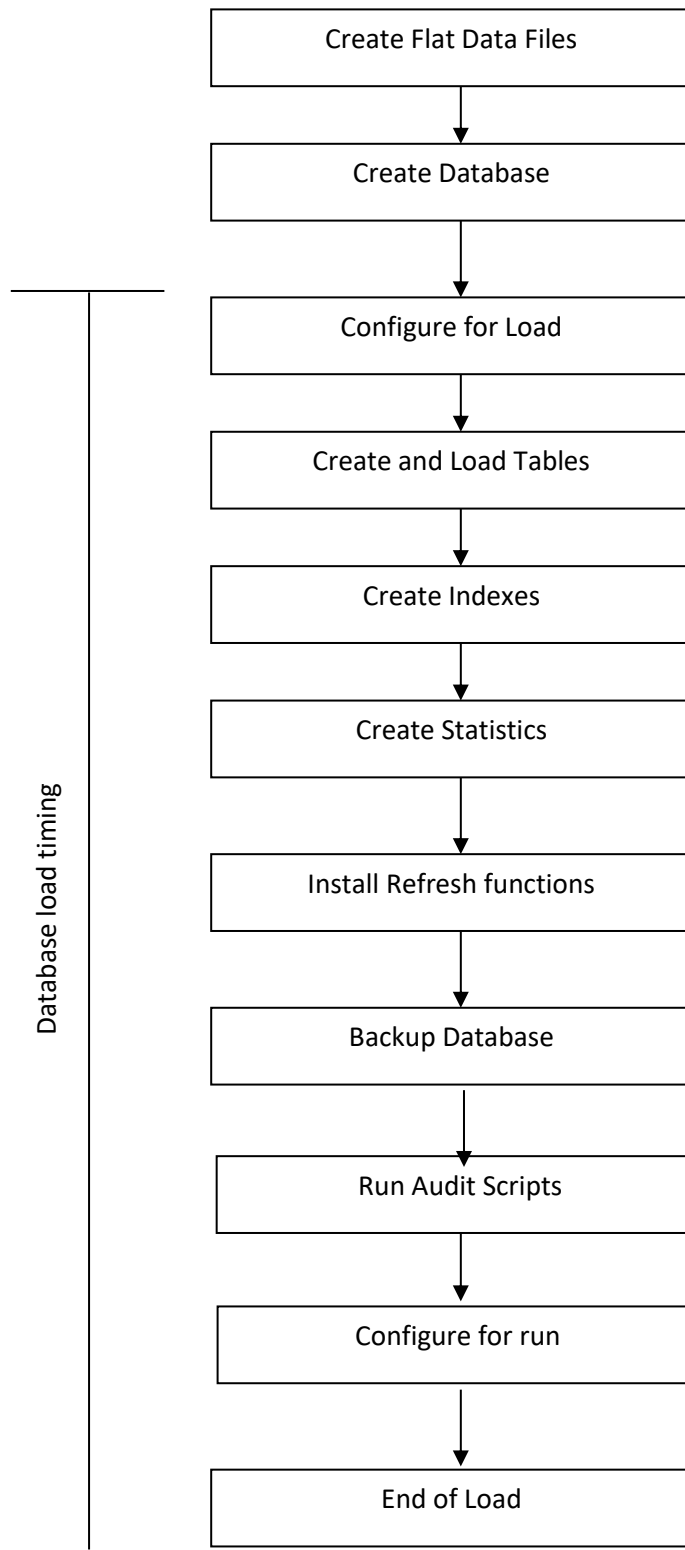 Create Flat Data Files
Create Database
Configure for Load
Create and Load Tables
Create Indexes
Create Statistics
Install Refresh functions
Backup Database
Run Audit Scripts
Configure for run
End of Load
Database load timing